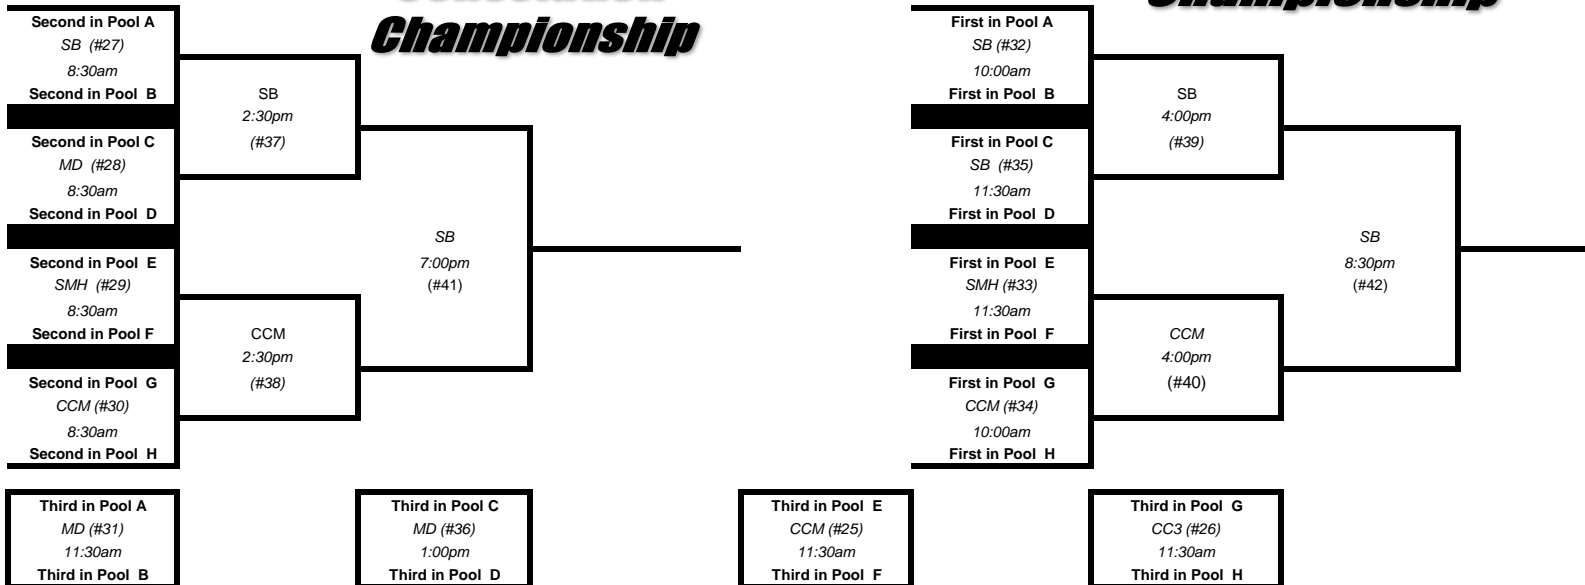 Championship
Second in Pool A
SB (#27)
8:30am
Second in Pool B
SB
2:30pm
(#37)
Second in Pool C
MD (#28)
8:30am
Second in Pool D
SB
7:00pm
(#41)
Second in Pool E
SMH (#29)
8:30am
Second in Pool F
CCM
2:30pm
(#38)
Second in Pool G
CCM (#30)
8:30am
Second in Pool H
Championship
First in Pool A
SB (#32)
10:00am
First in Pool B
SB
4:00pm
(#39)
First in Pool C
SB (#35)
11:30am
First in Pool D
SB
8:30pm
(#42)
First in Pool E
SMH (#33)
11:30am
First in Pool F
CCM
4:00pm
(#40)
First in Pool G
CCM (#34)
10:00am
First in Pool H
Third in Pool A
MD (#31)
11:30am
Third in Pool B
Third in Pool C
MD (#36)
1:00pm
Third in Pool D
Third in Pool E
CCM (#25)
11:30am
Third in Pool F
Third in Pool G
CC3 (#26)
11:30am
Third in Pool H